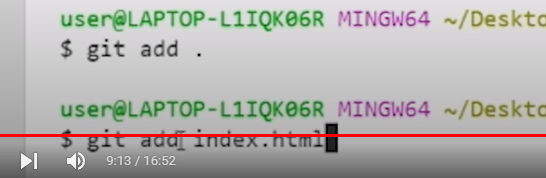 user@LAPTOP-L1IQK06R MINGW64 ~/Deskto
$ git add .
user@LAPTOP-L1IQK06R MINGW64 ~/Deskto
$ git add index.html
9:13 / 16:52